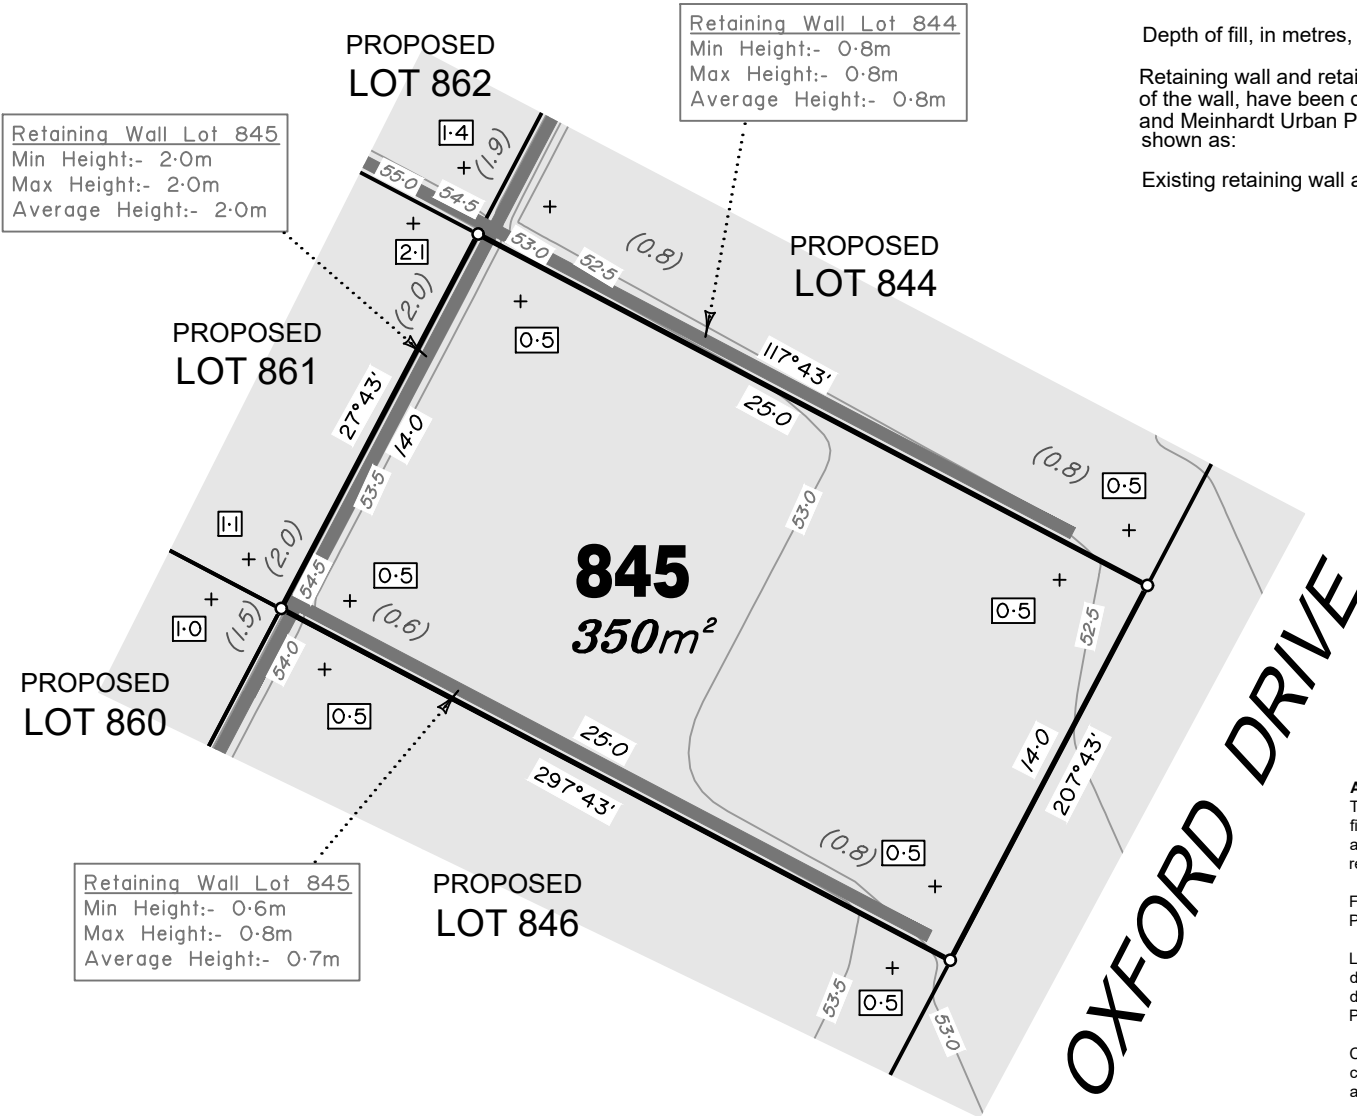 Retaining Wall Lot 844
Min Height:- 0·8m
Max Height:- 0·8m
Average Height:- 0·8m
Depth of fill, in metres,
Retaining wall and retai
of the wall, have been c
and Meinhardt Urban P
shown as:
Existing retaining wall a
PROPOSED
LOT 862
Retaining Wall Lot 845
Min Height:- 2·0m
Max Height:- 2·0m
Average Height:- 2·0m
1·4
(1.9)
55·0
54·5
2·1
(2.0)
53·0
52·5
(0.8)
PROPOSED
LOT 844
0·5
PROPOSED
LOT 861
27°43'
14·0
53·5
117°43'
25·0
(0.8)
0·5
53·0
1·1
(2.0)
54·5
0·5
(0.6)
845
350m²
0·5
52·5
1·0
(1.5)
54·0
0·5
PROPOSED
LOT 860
25·0
297°43'
14·0
207°43'
OXFORD DRIVE
(0.8)
0·5
Retaining Wall Lot 845
Min Height:- 0·6m
Max Height:- 0·8m
Average Height:- 0·7m
PROPOSED
LOT 846
53·5
0·5
53·0